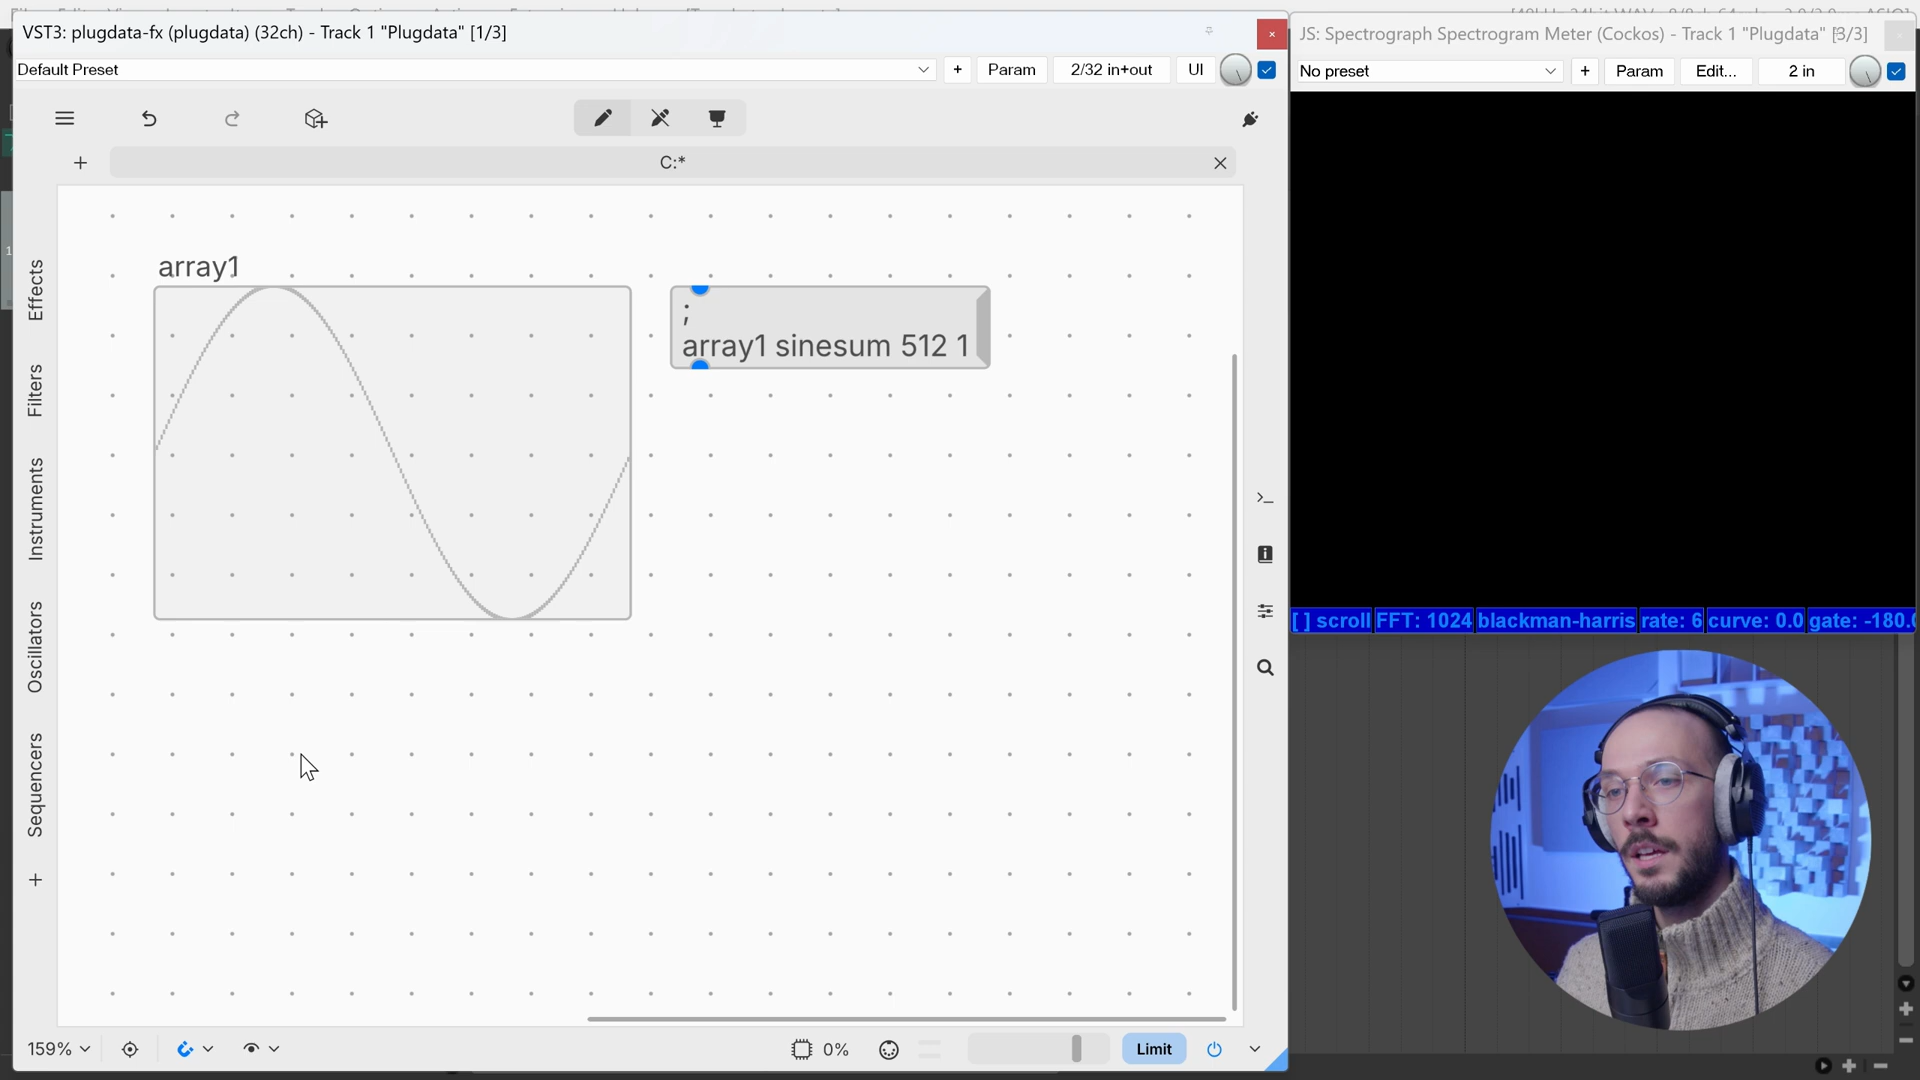 VST3: plugdata-fx (plugdata) (32ch) - Track 1 "Plugdata" [1/3]
Default Preset
+
Param
2/32 in+out
UI
JS: Spectrograph Spectrogram Meter (Cockos) - Track 1 "Plugdata" [3/3]
No preset
+
Param
Edit...
2 in
C:*
Effects
Filters
Instruments
Oscillators
Sequencers
array1
;
array1 sinesum 512 1
[ ] scroll
FFT: 1024
blackman-harris
rate: 6
curve: 0.0
gate: -180.0
159%
0%
Limit